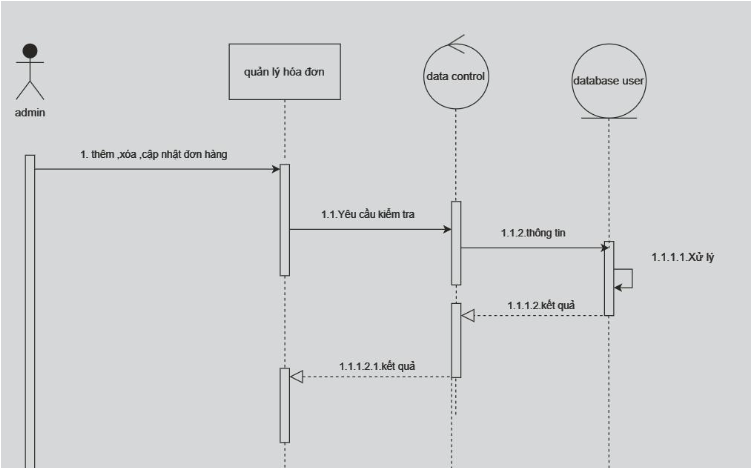 quản lý hóa đơn
data control
database user
admin
1. thêm ,xóa ,cập nhật đơn hàng
1.1.Yêu cầu kiểm tra
1.1.2.thông tin
1.1.1.1.Xử lý
1.1.1.2.kết quả
1.1.1.2.1.kết quả